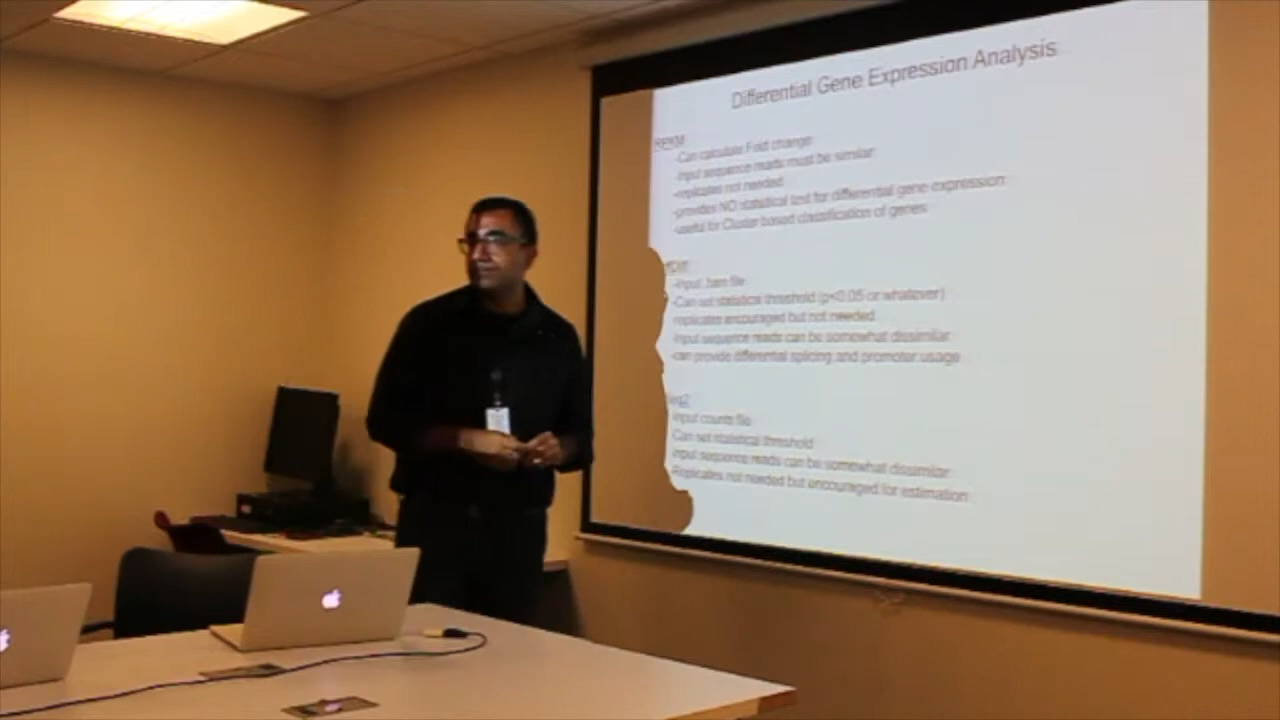 Differential Gene Expression Analysis
RPKM:
-Can calculate Fold change
-Input sequence reads must be similar
-replicates not needed
-provides NO statistical test for differential gene expression
-useful for Cluster based classification of genes
-Input .bam file
-Can set statistical threshold (p<0.05 or whatever)
-replicates encouraged but not needed
-Input sequence reads can be somewhat dissimilar
-can provide differential splicing and promoter usage
seq2:
-Input counts file
Can set statistical threshold
Input sequence reads can be somewhat dissimilar
Replicates not needed but uncouraged for estimation